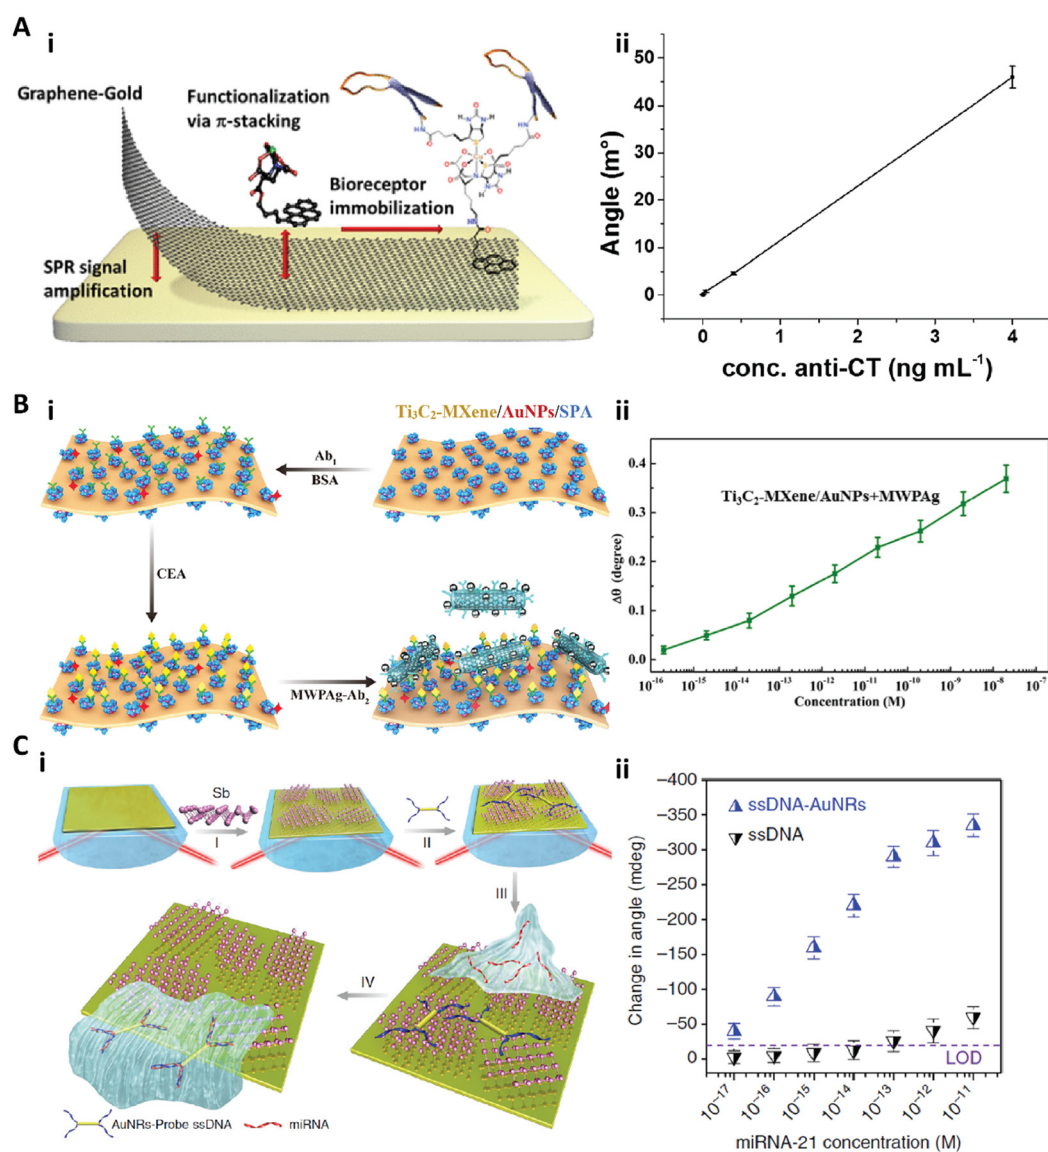 A
i
Graphene-Gold
Functionalization
via π-stacking
Bioreceptor
immobilization
SPR signal
amplification
HN
H
N
N
H
O
ii
Angle (m°)
50
40
30
20
10
0
0
1
2
3
4
conc. anti-CT (ng mL⁻¹)
B
i
Ti₃C₂-MXene/AuNPs/SPA
Ab₁
BSA
CEA
MWPAg-Ab₂
ii
Ti₃C₂-MXene/AuNPs+MWPAg
Δθ (degree)
0.4
0.3
0.2
0.1
0.0
10⁻¹⁶ 10⁻¹⁵ 10⁻¹⁴ 10⁻¹³ 10⁻¹² 10⁻¹¹ 10⁻¹⁰ 10⁻⁹ 10⁻⁸ 10⁻⁷
Concentration (M)
C
i
Sb
I
II
III
IV
AuNRs-Probe ssDNA
miRNA
ii
Change in angle (mdeg)
−400
−350
−300
−250
−200
−150
−100
−50
0
ssDNA-AuNRs
ssDNA
LOD
10⁻¹⁷
10⁻¹⁶
10⁻¹⁵
10⁻¹⁴
10⁻¹³
10⁻¹²
10⁻¹¹
miRNA-21 concentration (M)